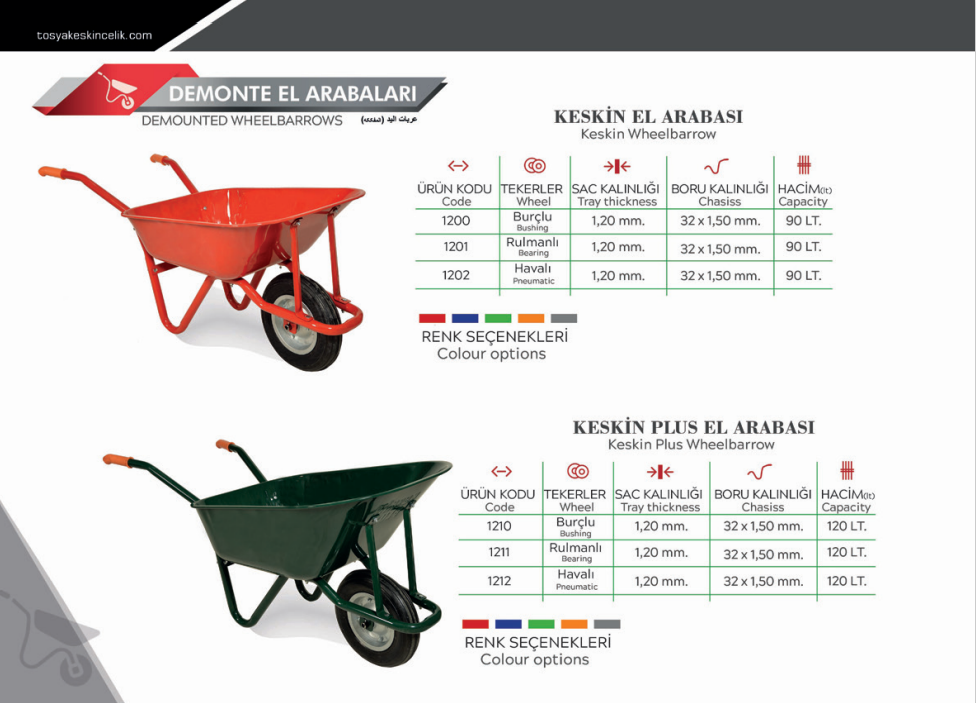 tosyakeskincelik.com
DEMONTE EL ARABALARI
DEMOUNTED WHEELBARROWS عربات اليد
KESKİN EL ARABASI
Keskin Wheelbarrow
ÜRÜN KODU TEKERLER SAC KALINLIĞI BORU KALINLIĞI HACİM(lt)
Code Wheel Tray thickness Chasiss Capacity
1200 Burçlu 1,20 mm. 32 x 1,50 mm. 90 LT.
Bushing
1201 Rulmanlı 1,20 mm. 32 x 1,50 mm. 90 LT.
Bearing
1202 Havalı 1,20 mm. 32 x 1,50 mm. 90 LT.
Pneumatic
RENK SEÇENEKLERİ
Colour options
KESKİN PLUS EL ARABASI
Keskin Plus Wheelbarrow
ÜRÜN KODU TEKERLER SAC KALINLIĞI BORU KALINLIĞI HACİM(lt)
Code Wheel Tray thickness Chasiss Capacity
1210 Burçlu 1,20 mm. 32 x 1,50 mm. 120 LT.
Bushing
1211 Rulmanlı 1,20 mm. 32 x 1,50 mm. 120 LT.
Bearing
1212 Havalı 1,20 mm. 32 x 1,50 mm. 120 LT.
Pneumatic
RENK SEÇENEKLERİ
Colour options